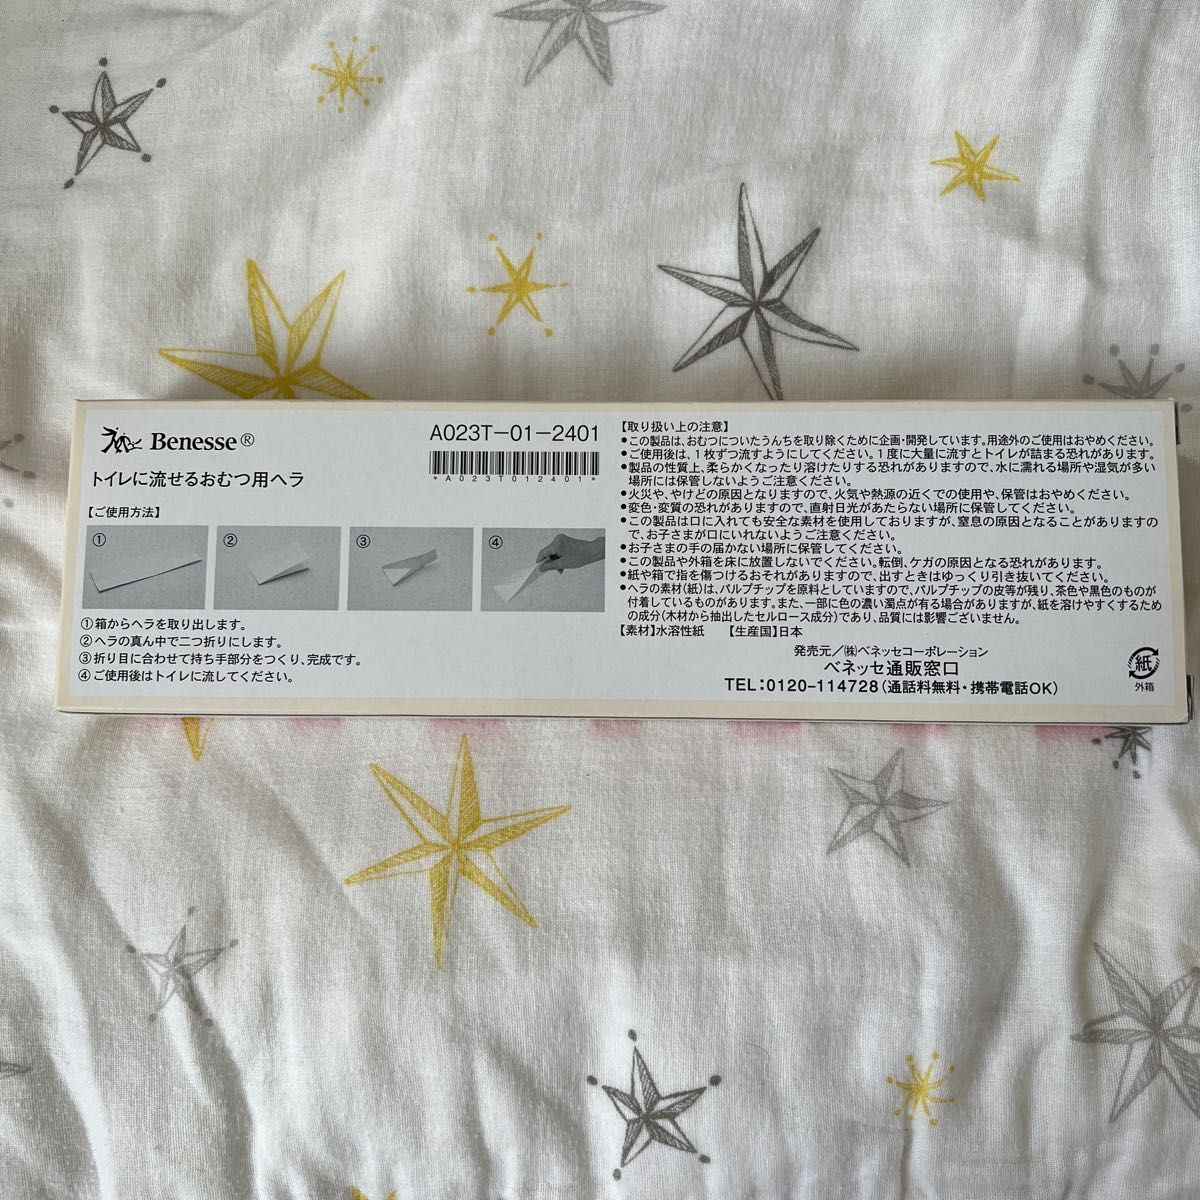 Benesse®
トイレに流せるおむつ用ヘラ
A023T-01-2401
*A023T012401*
【ご使用方法】
①
②
③
④
①箱からヘラを取り出します。
②ヘラの真ん中で二つ折りにします。
③折り目に合わせて持ち手部分をつくり、完成です。
④ご使用後はトイレに流してください。
【取り扱い上の注意】
●この製品は、おむつについたうんちを取り除くために企画・開発しています。用途外のご使用はおやめください。
●ご使用後は、1枚ずつ流すようにしてください。1度に大量に流すとトイレが詰まる恐れがあります。
●製品の性質上、柔らかくなったり溶けたりする恐れがありますので、水に濡れる場所や湿気が多い
場所には保管しないようご注意ください。
●火災や、やけどの原因となりますので、火気や熱源の近くでの使用や、保管はおやめください。
●変色・変質の恐れがありますので、直射日光があたらない場所に保管してください。
●この製品は口に入れても安全な素材を使用しておりますが、窒息の原因となることがありますの
で、お子さまが口にいれないようご注意ください。
●お子さまの手の届かない場所に保管してください。
●この製品や外箱を床に放置しないでください。転倒、ケガの原因となる恐れがあります。
●紙や箱で指を傷つけるおそれがありますので、出すときはゆっくり引き抜いてください。
●ヘラの素材(紙)は、パルプチップを原料としていますので、パルプチップの皮等が残り、茶色や黒色のものが
付着しているものがあります。また、一部に色の濃い濁点が有る場合がありますが、紙を溶けやすくするため
の成分(木材から抽出したセルロース成分)であり、品質には影響ございません。
【素材】水溶性紙 【生産国】日本
発売元/㈱ベネッセコーポレーション
ベネッセ通販窓口
TEL:0120-114728(通話料無料・携帯電話OK)
紙
外箱